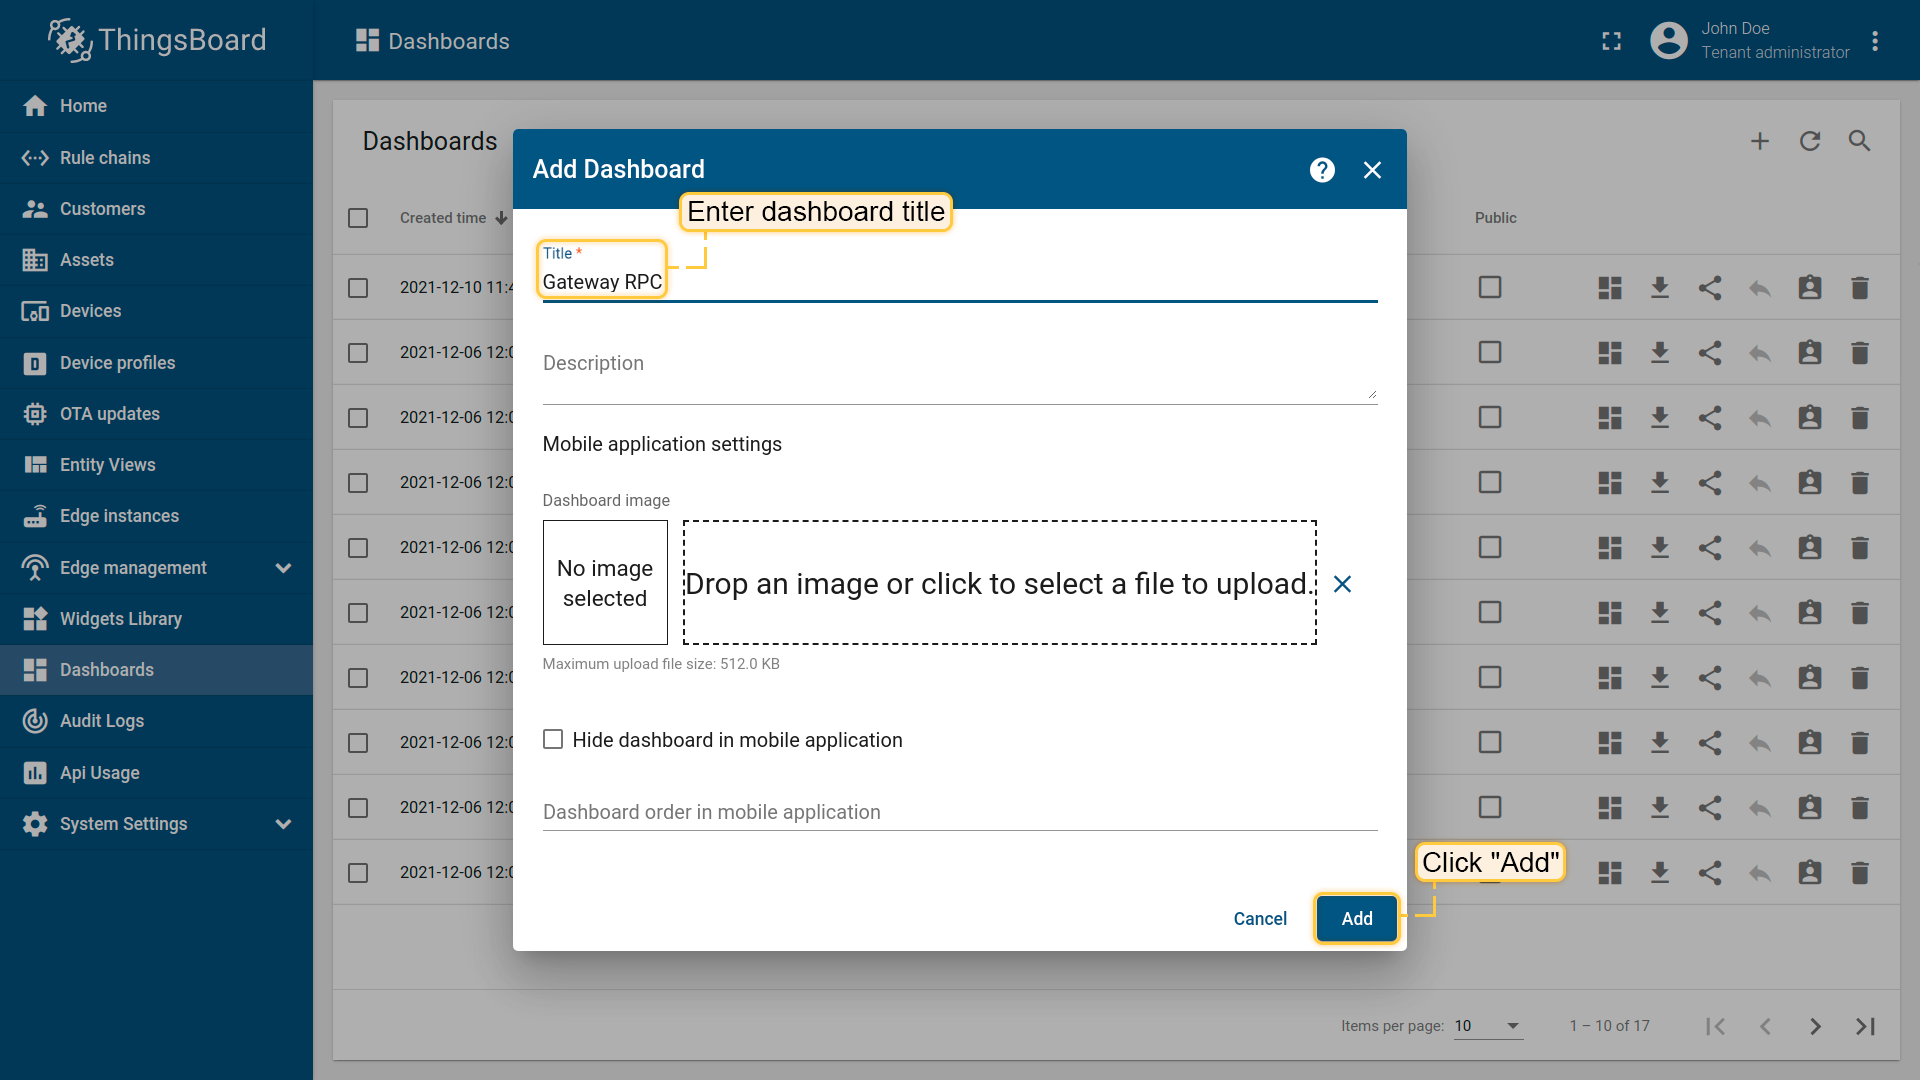 ThingsBoard
Dashboards
John Doe
Tenant administrator
Home
Rule chains
Customers
Assets
Devices
Device profiles
OTA updates
Entity Views
Edge instances
Edge management
Widgets Library
Dashboards
Audit Logs
Api Usage
System Settings
Dashboards
Created time
Public
2021-12-10 11:4
2021-12-06 12:0
2021-12-06 12:0
2021-12-06 12:0
2021-12-06 12:0
2021-12-06 12:0
2021-12-06 12:0
2021-12-06 12:0
2021-12-06 12:0
2021-12-06 12:0
Add Dashboard
Enter dashboard title
Title *
Gateway RPC
Description
Mobile application settings
Dashboard image
No image
selected
Drop an image or click to select a file to upload.
Maximum upload file size: 512.0 KB
Hide dashboard in mobile application
Dashboard order in mobile application
Click "Add"
Cancel
Add
Items per page: 10
1 – 10 of 17